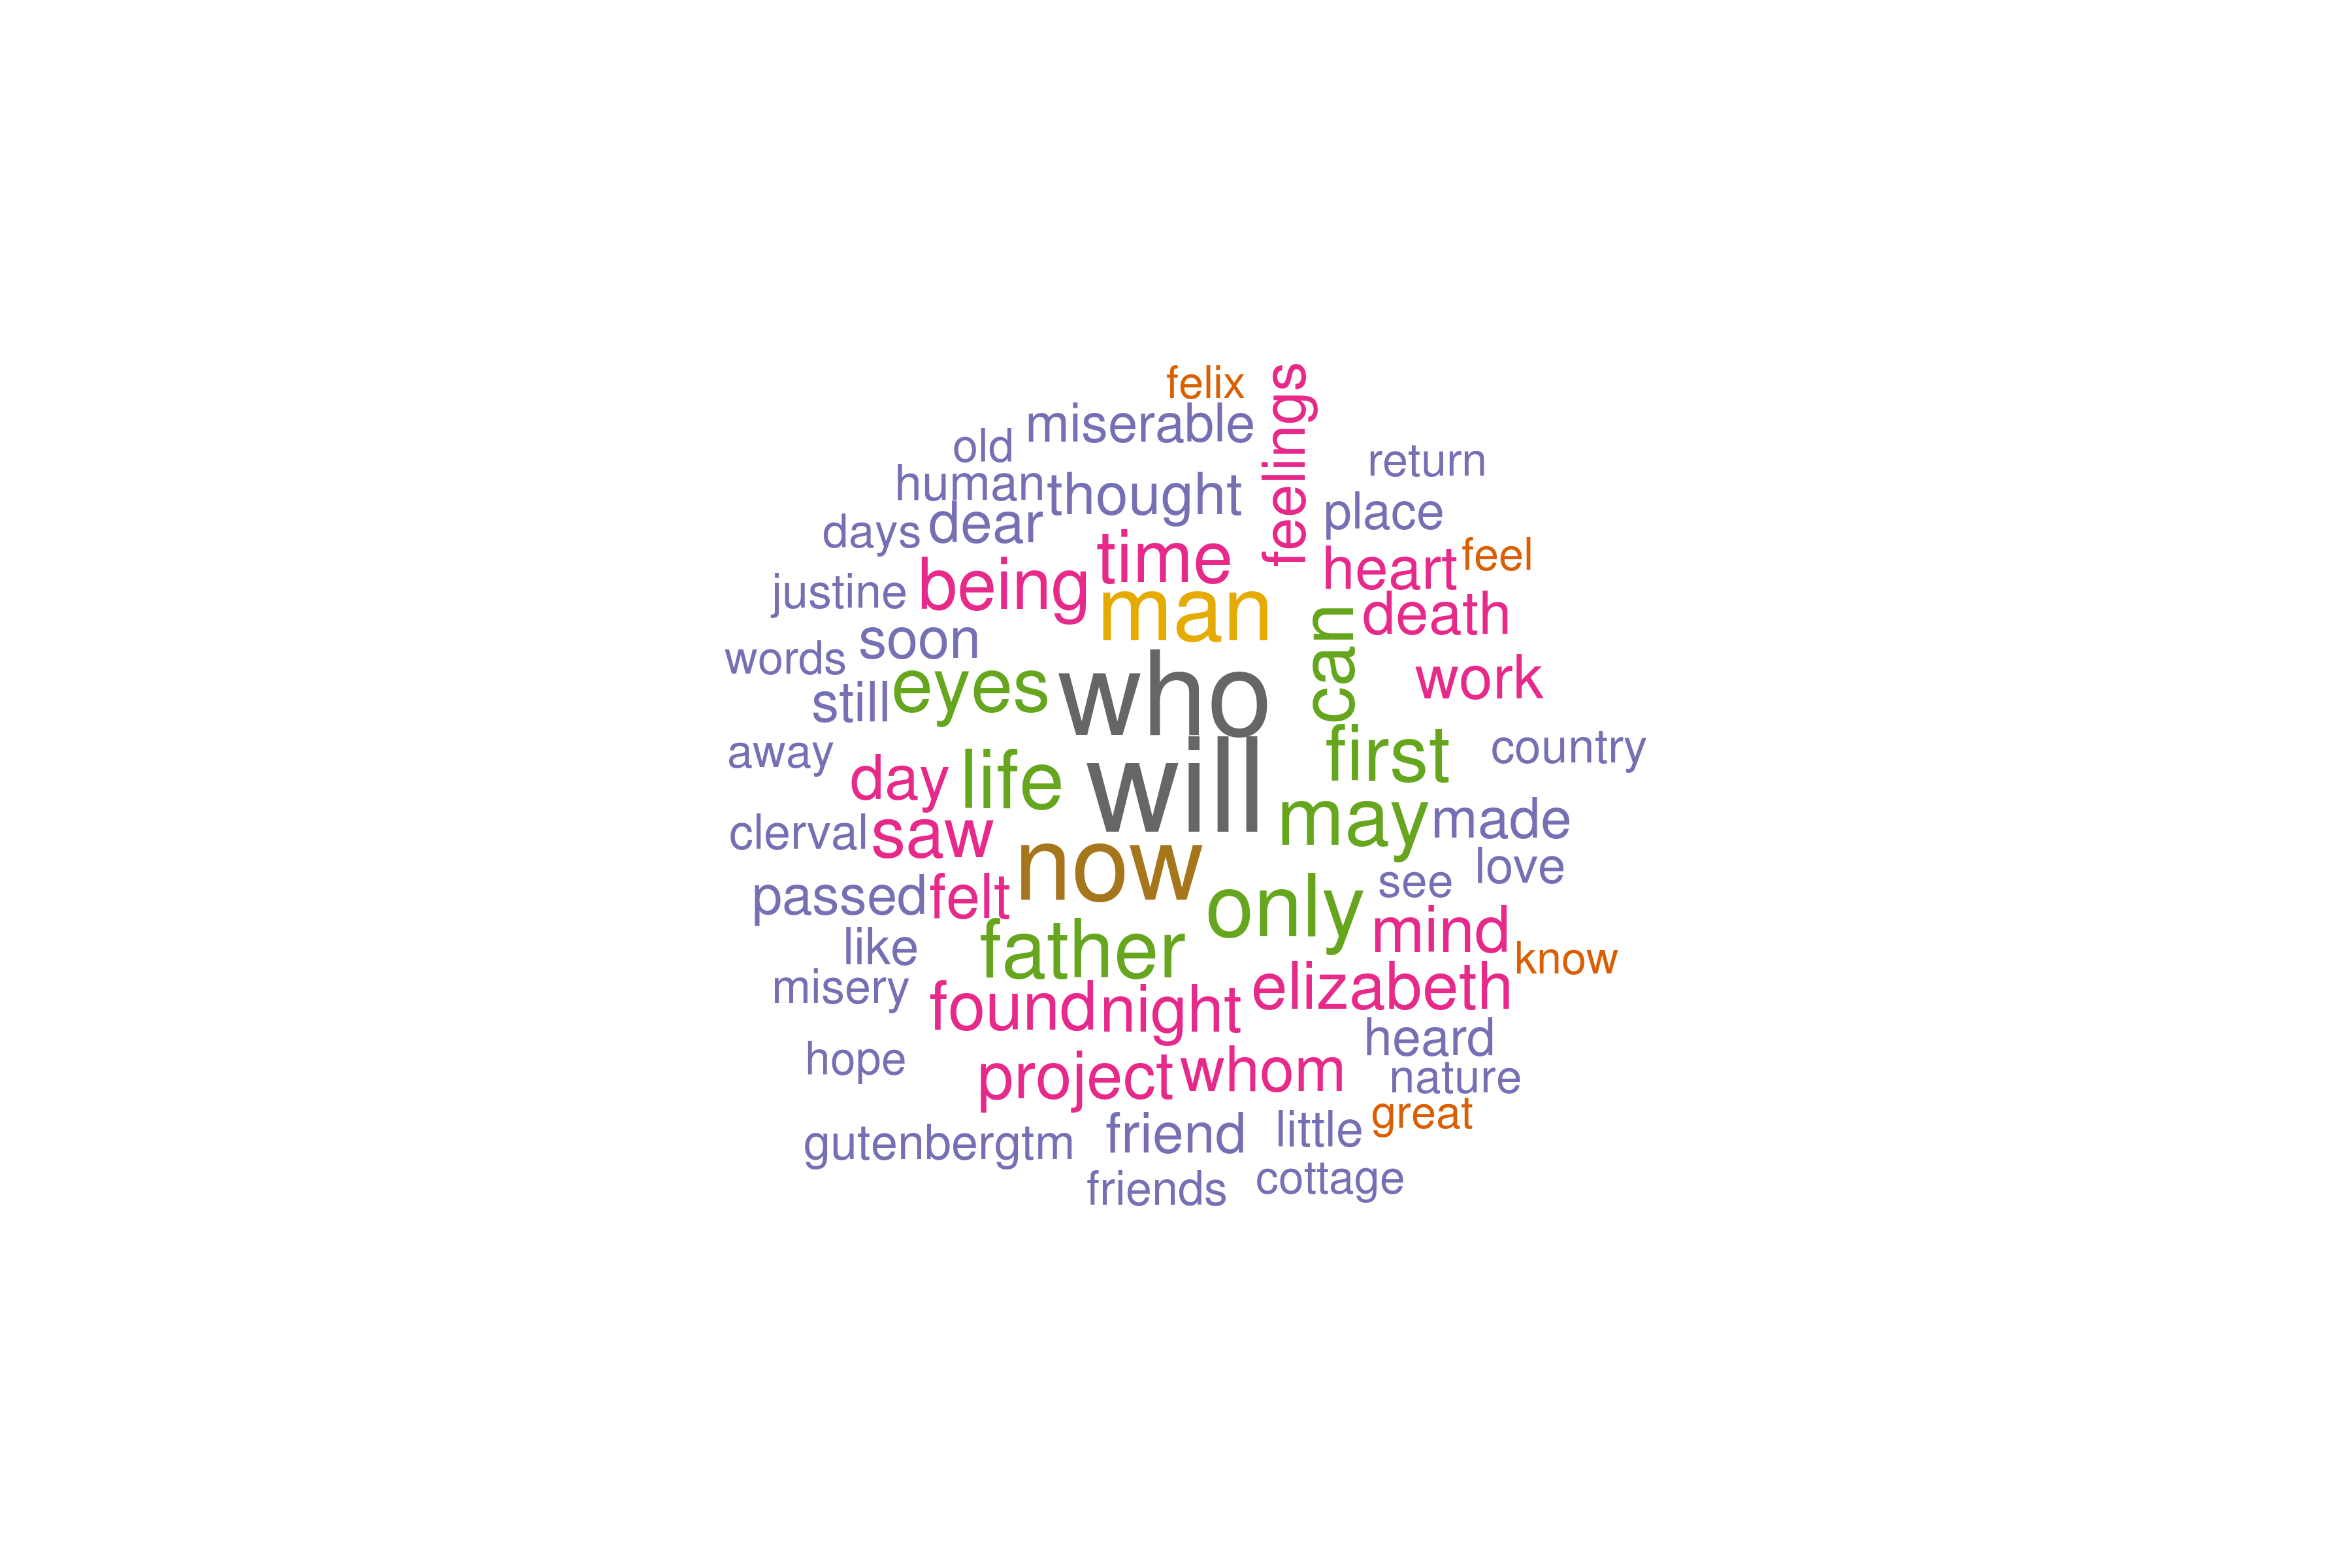 felix
feelings
miserable
old
return
human
thought
place
dear
days
time
feel
heart
being
justine
man
death
can
soon
words
who
work
eyes
still
first
country
away
will
day
life
may
made
clerval
saw
now
love
see
passed
felt
only
mind
like
father
know
misery
elizabeth
found
night
heard
hope
project
whom
nature
great
friend
little
gutenbergtm
cottage
friends